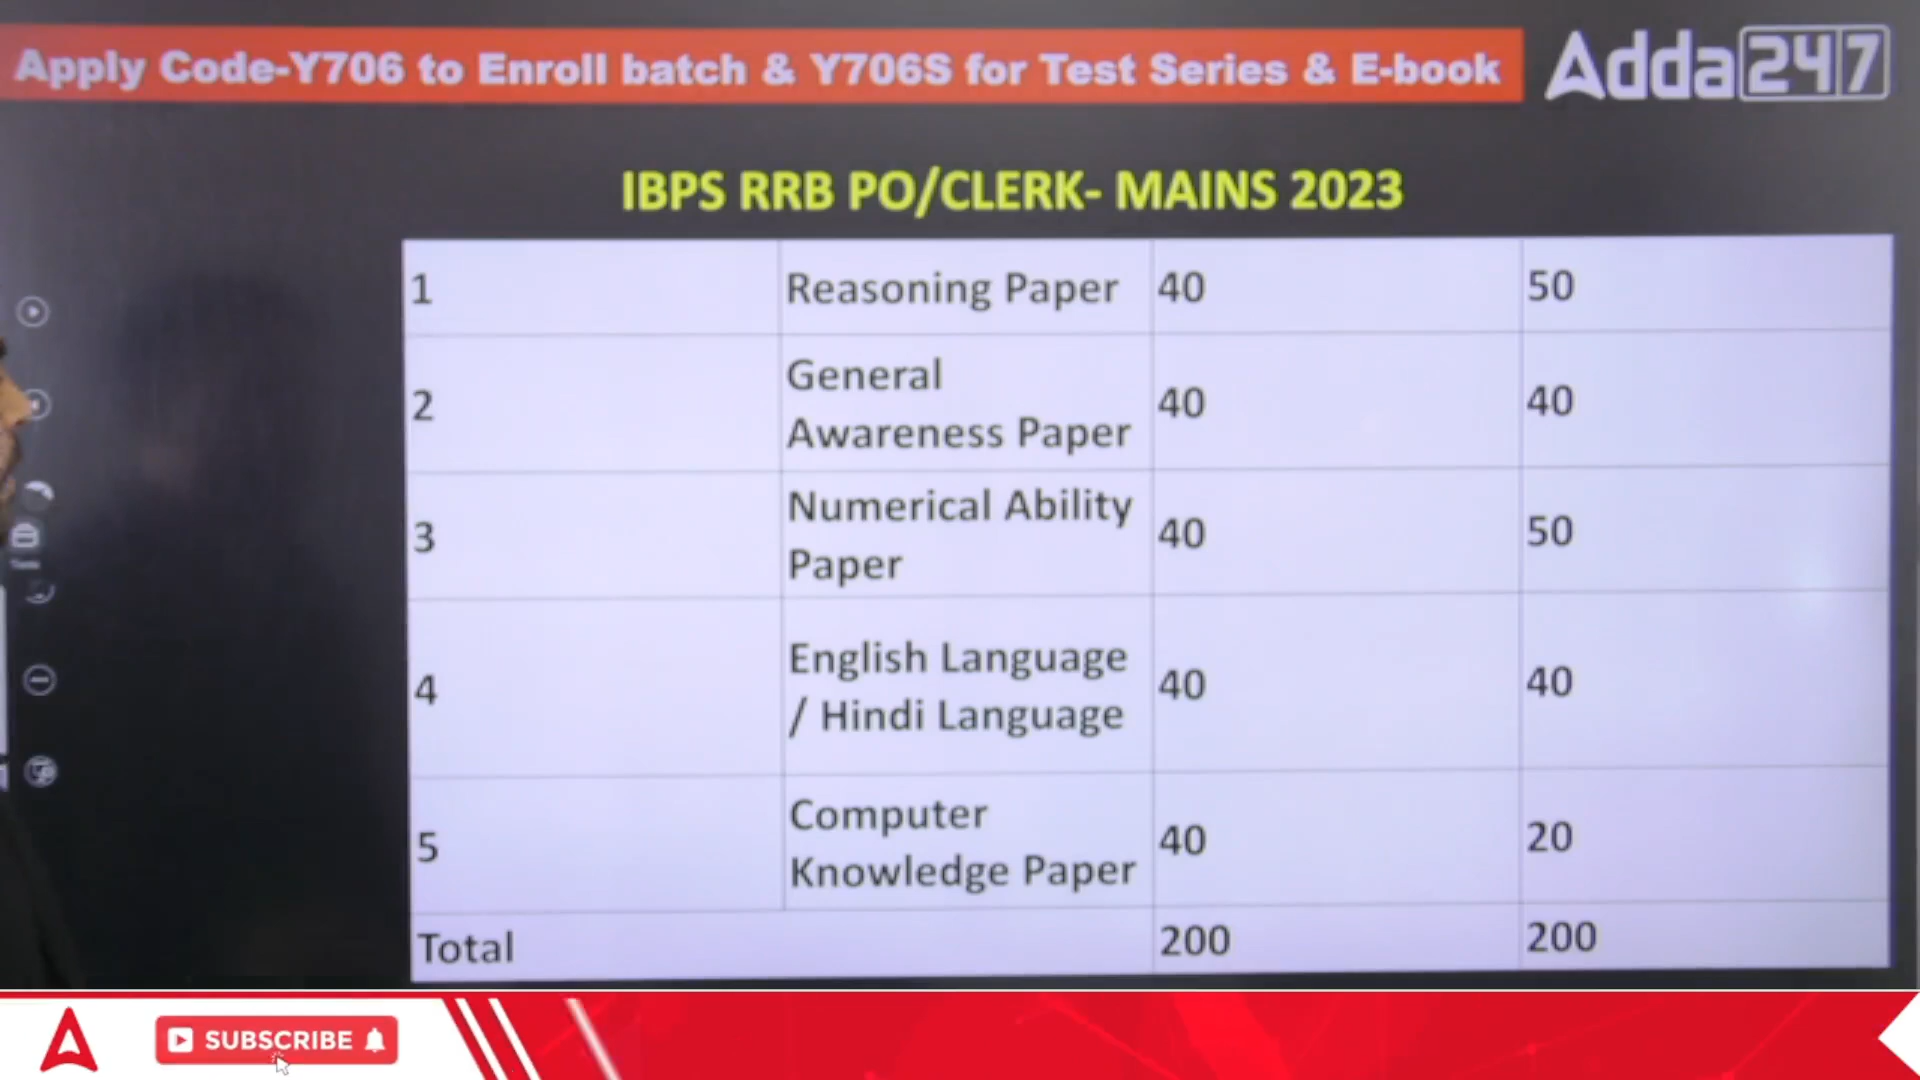 Apply Code-Y706 to Enroll batch & Y706S for Test Series & E-book
Adda247
IBPS RRB PO/CLERK- MAINS 2023
1 Reasoning Paper 40 50
2 General Awareness Paper 40 40
3 Numerical Ability Paper 40 50
4 English Language / Hindi Language 40 40
5 Computer Knowledge Paper 40 20
Total 200 200
SUBSCRIBE